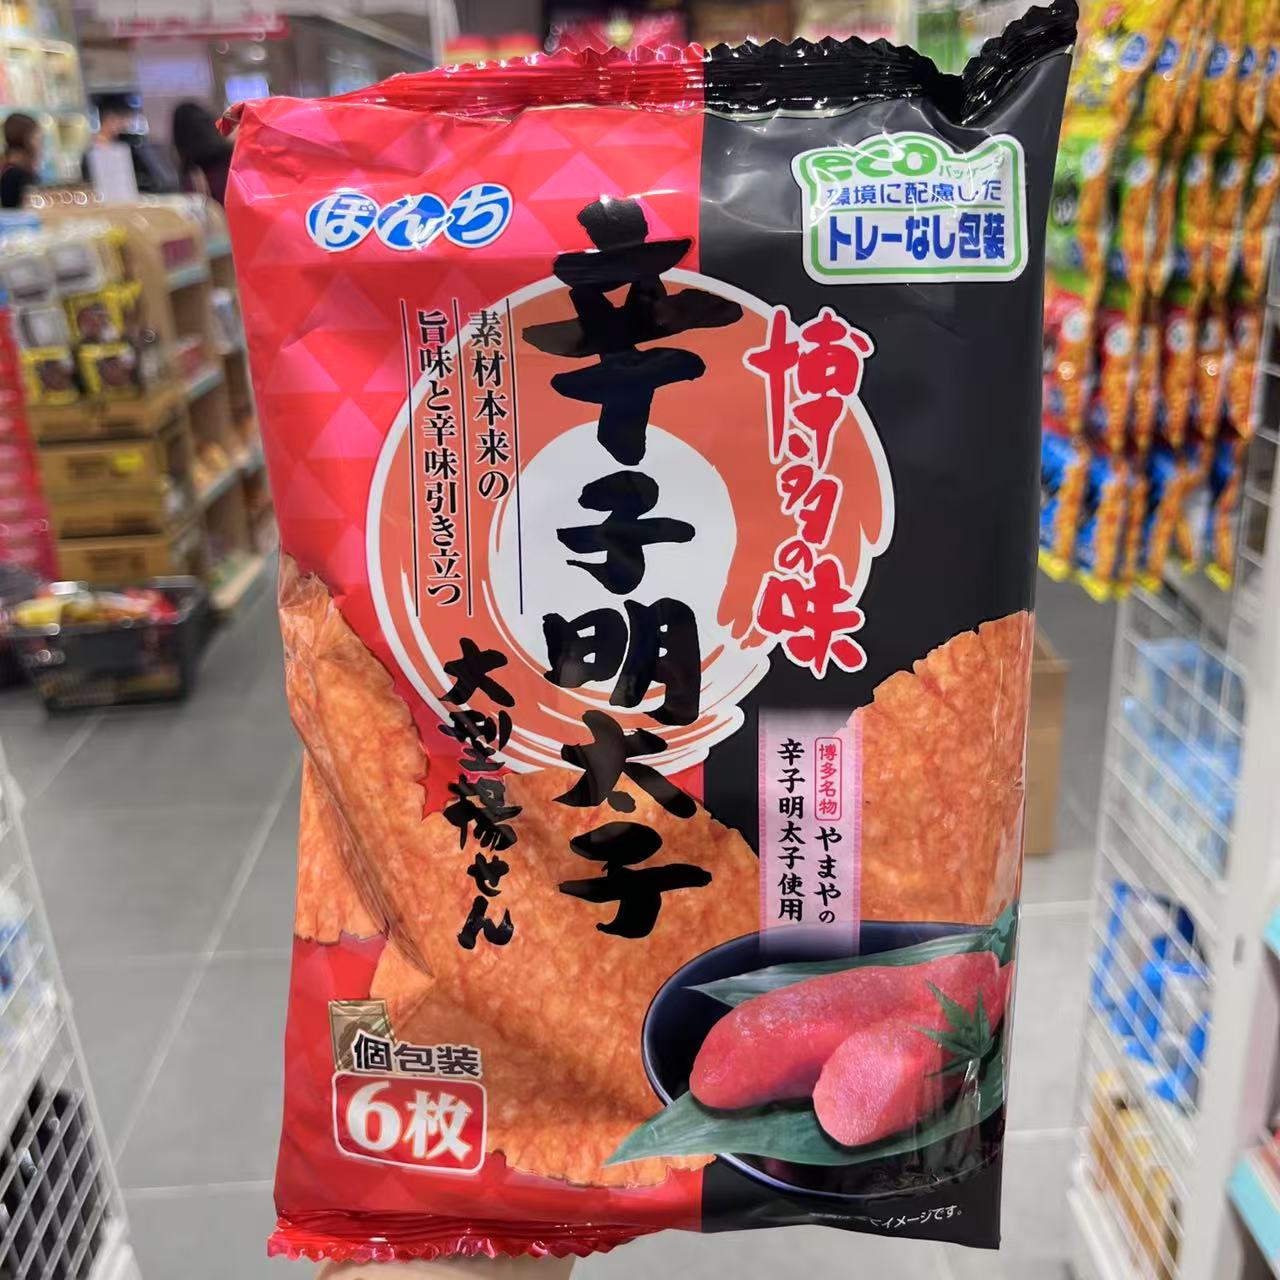 ぼんち
eco
パッケージ
環境に配慮した
トレーなし包装
博多の味
辛子明太子
大型揚せん
素材本来の
旨味と辛味引き立つ
博多名物
やまやの
辛子明太子使用
個包装
6枚
イメージです。